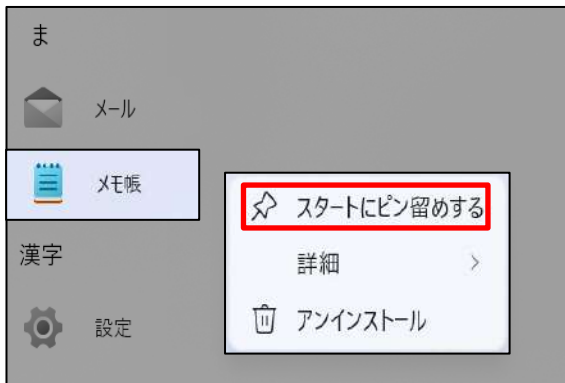 ま
メール
メモ帳
スタートにピン留めする
詳細
アンインストール
漢字
設定